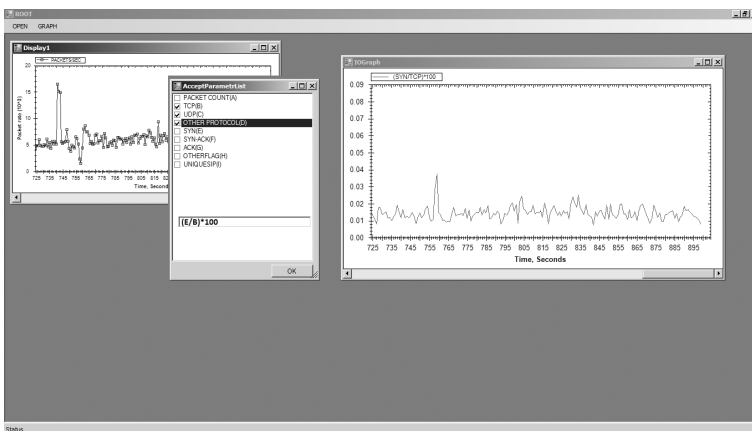 ROOT
OPEN GRAPH
Display1
PACKETS/SEC
20
15
10
5
0
Packet rate (10^3)
725 735 745 755 765 775 785 795 805 815 82
Time, Second
AcceptParametrList
PACKET COUNT(A)
TCP(B)
UDP(C)
OTHER PROTOCOL(D)
SYN(E)
SYN-ACK(F)
ACK(G)
OTHERFLAG(H)
UNIQUESIP(I)
(E/B)*100
OK
IOGraph
(SYN/TCP)*100
0.09
0.08
0.07
0.06
0.05
0.04
0.03
0.02
0.01
0.00
725 735 745 755 765 775 785 795 805 815 825 835 845 855 865 875 885 895
Time, Seconds
Status